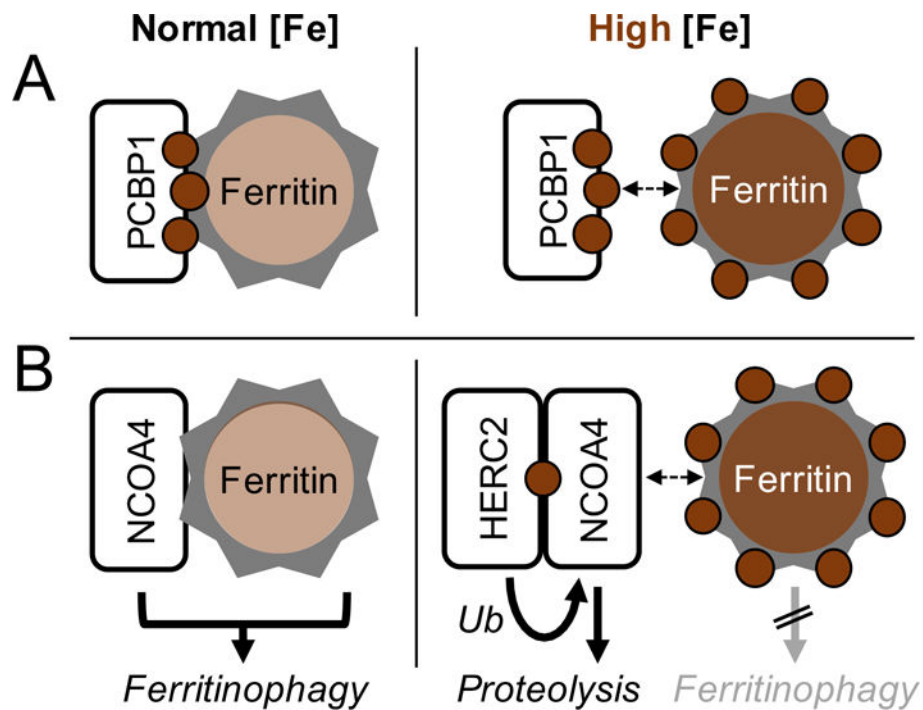 Normal [Fe]
High [Fe]
A
PCBP1
Ferritin
PCBP1
Ferritin
B
NCOA4
Ferritin
HERC2
NCOA4
Ferritin
Ub
Ferritinophagy
Proteolysis
Ferritinophagy